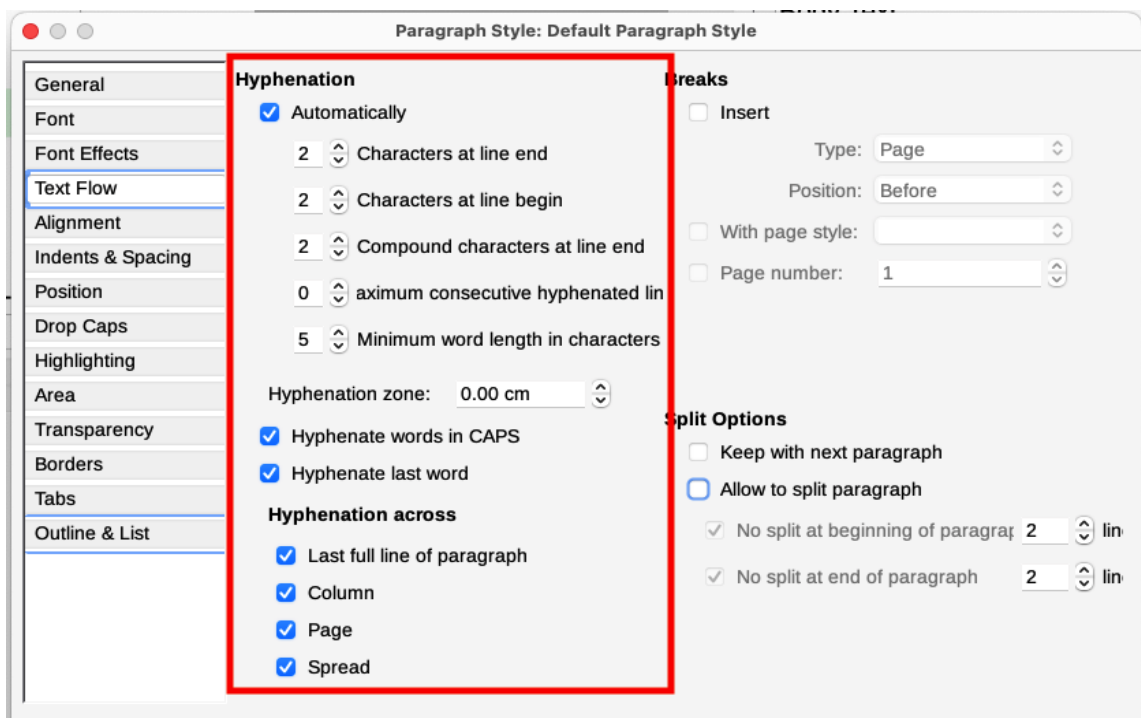 Paragraph Style: Default Paragraph Style
General
Font
Font Effects
Text Flow
Alignment
Indents & Spacing
Position
Drop Caps
Highlighting
Area
Transparency
Borders
Tabs
Outline & List
Hyphenation
Automatically
2 Characters at line end
2 Characters at line begin
2 Compound characters at line end
0 aximum consecutive hyphenated lin
5 Minimum word length in characters
Hyphenation zone: 0.00 cm
Hyphenate words in CAPS
Hyphenate last word
Hyphenation across
Last full line of paragraph
Column
Page
Spread
Breaks
Insert
Type: Page
Position: Before
With page style:
Page number: 1
Split Options
Keep with next paragraph
Allow to split paragraph
No split at beginning of paragrap 2 lin
No split at end of paragraph 2 lin